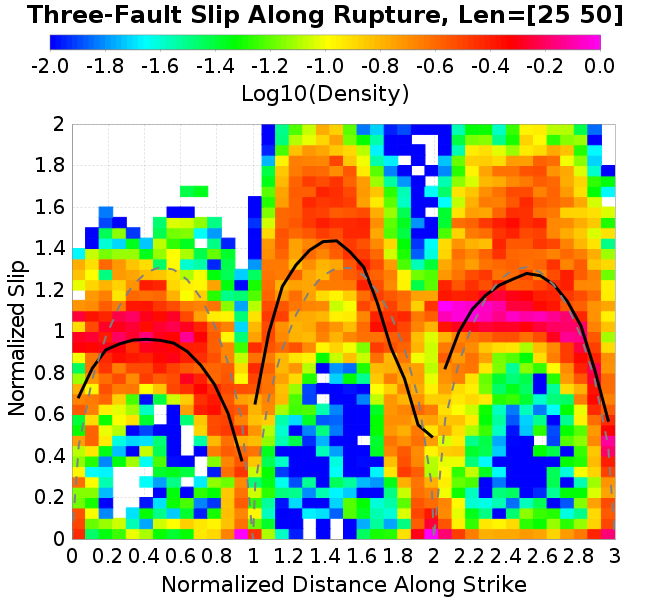 Three-Fault Slip Along Rupture, Len=[25 50]
-2.0 -1.8 -1.6 -1.4 -1.2 -1.0 -0.8 -0.6 -0.4 -0.2 0.0
Log10(Density)
2
1.8
1.6
1.4
1.2
1
0.8
0.6
0.4
0.2
0
Normalized Slip
0 0.2 0.4 0.6 0.8 1 1.2 1.4 1.6 1.8 2 2.2 2.4 2.6 2.8 3
Normalized Distance Along Strike